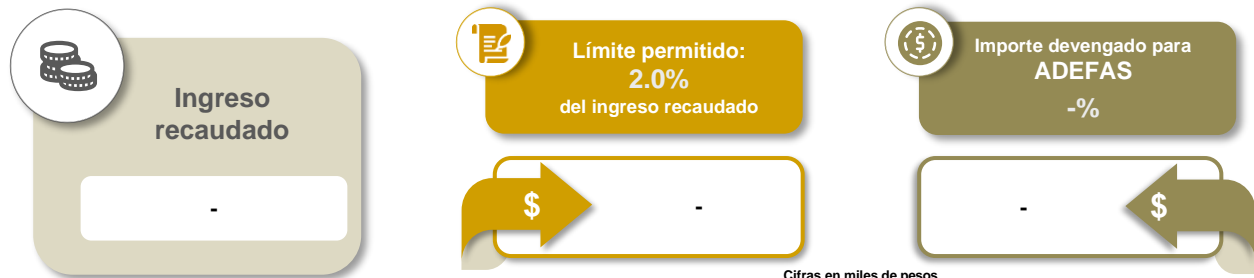 Ingreso
recaudado
-
Límite permitido:
2.0%
del ingreso recaudado
$
-
Importe devengado para
ADEFAS
-%
-
$
Cifras en miles de pesos